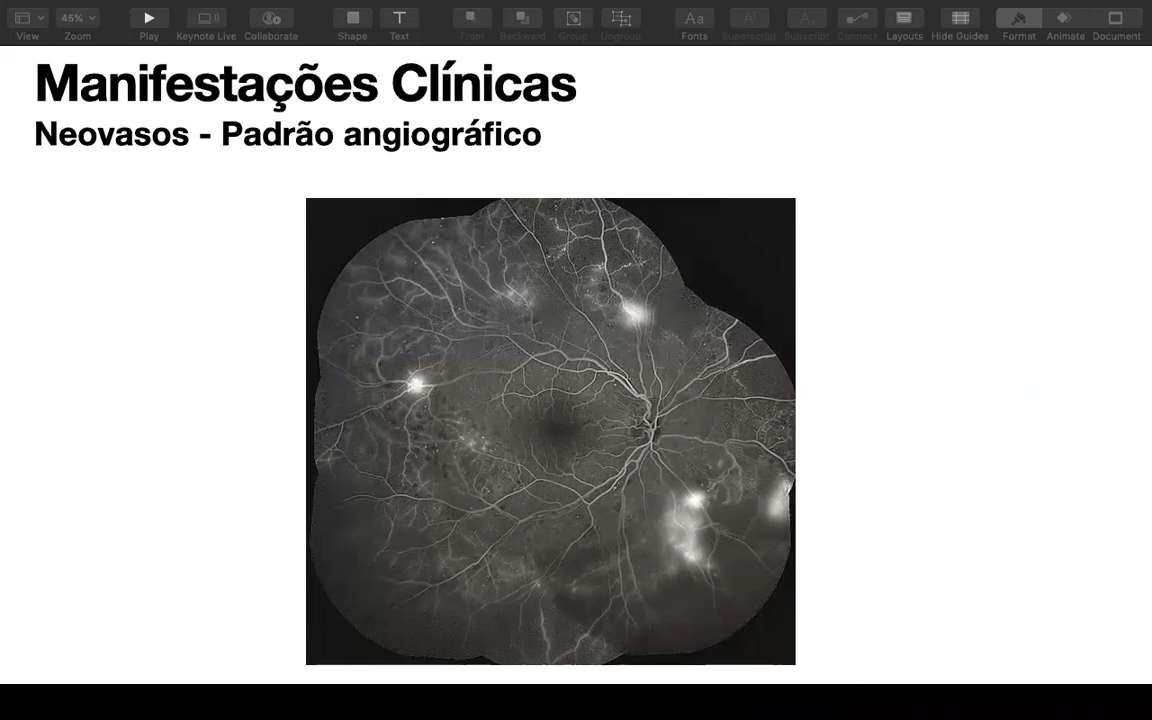 45%
View Zoom Play Keynote Live Collaborate Shape Text Front Backward Group Ungroup Fonts Superscript Subscript Connect Layouts Hide Guides Format Animate Document
Manifestações Clínicas
Neovasos - Padrão angiográfico